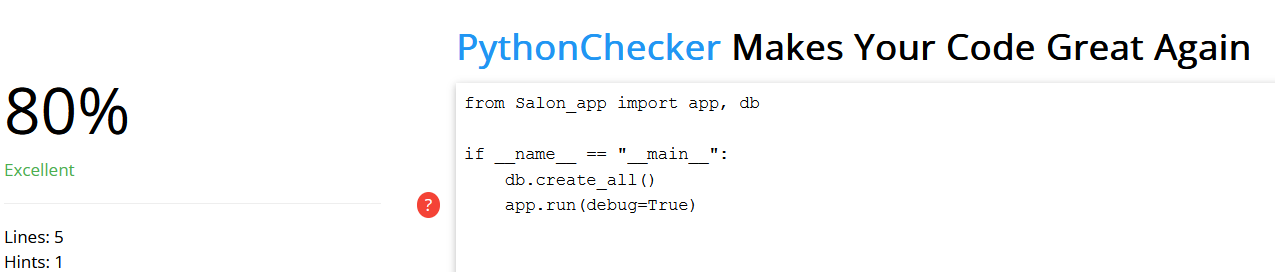 PythonChecker Makes Your Code Great Again
80%
Excellent
Lines: 5
Hints: 1
from Salon_app import app, db
if __name__ == "__main__":
    db.create_all()
?
    app.run(debug=True)